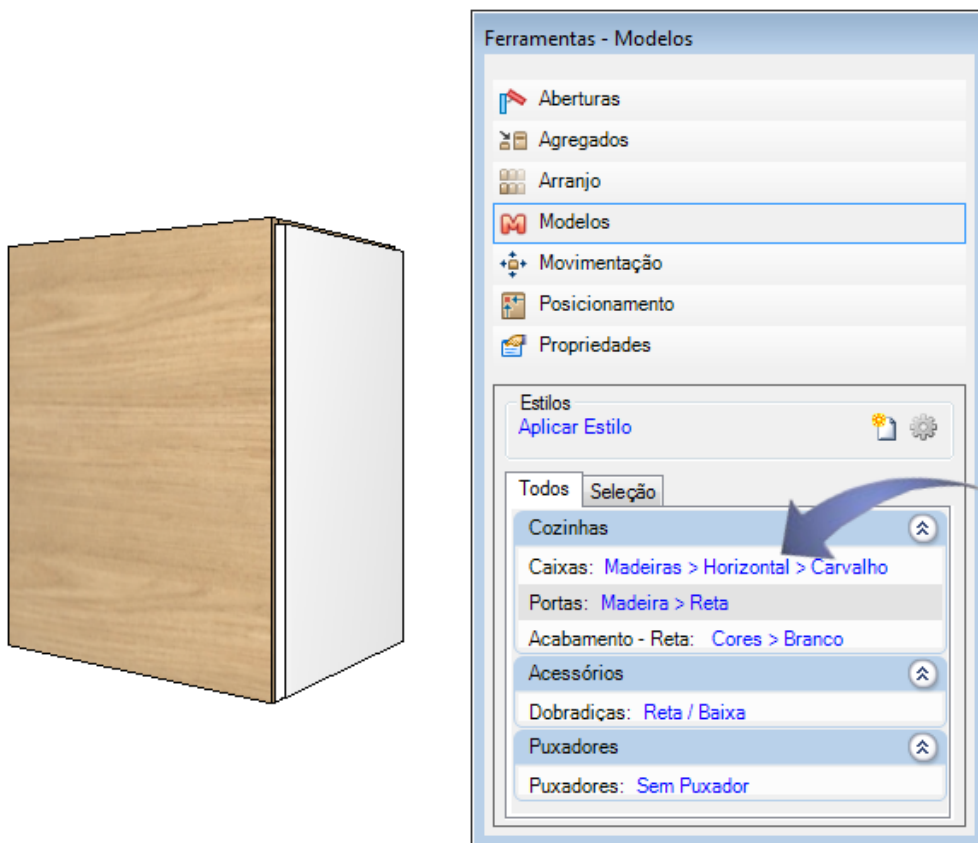 Ferramentas - Modelos
Aberturas
Agregados
Arranjo
Modelos
Movimentação
Posicionamento
Propriedades
Estilos
Aplicar Estilo
Todos Seleção
Cozinhas
Caixas: Madeiras > Horizontal > Carvalho
Portas: Madeira > Reta
Acabamento - Reta: Cores > Branco
Acessórios
Dobradiças: Reta / Baixa
Puxadores
Puxadores: Sem Puxador